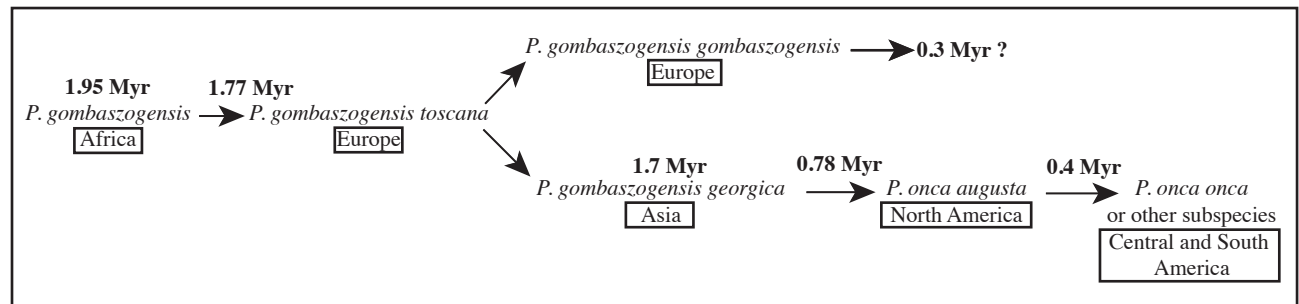 P. gombaszogensis gombaszogensis
0.3 Myr ?
Europe
1.95 Myr
1.77 Myr
P. gombaszogensis
P. gombaszogensis toscana
Africa
Europe
1.7 Myr
0.78 Myr
0.4 Myr
P. gombaszogensis georgica
P. onca augusta
P. onca onca
Asia
North America
or other subspecies
Central and South
America